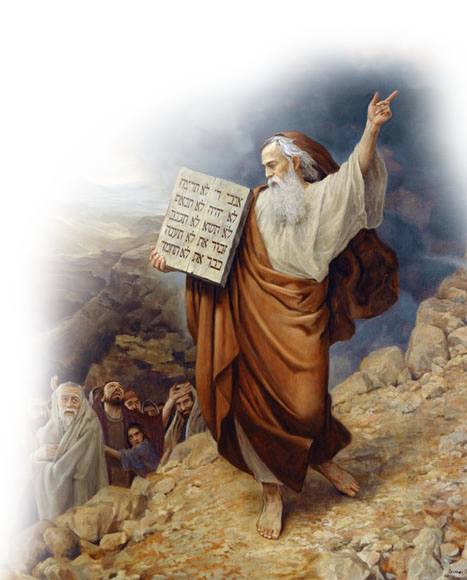 אנכי ד' לא תרצח
לא יהיה לא תנאף
לא תשא לא תגנב
זכור את לא תענה
כבד את לא תחמד